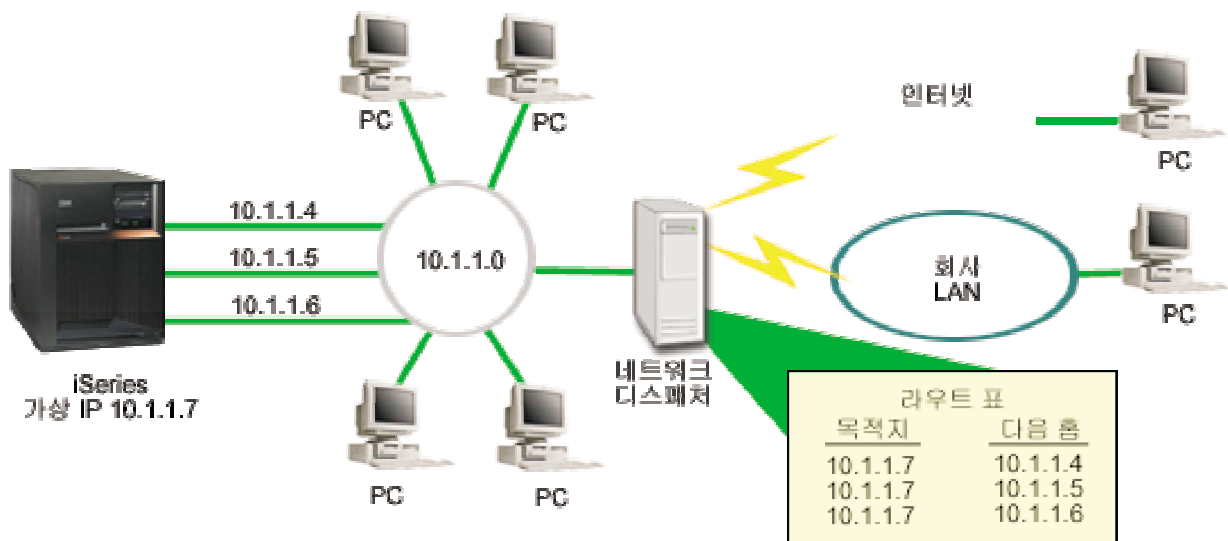 PC
PC
인터넷
PC
10.1.1.4
10.1.1.5
10.1.1.6
10.1.1.0
회사
LAN
PC
iSeries
가상 IP 10.1.1.7
네트워크
디스패처
PC
PC
라우트 표
목적지 다음 홉
10.1.1.7 10.1.1.4
10.1.1.7 10.1.1.5
10.1.1.7 10.1.1.6